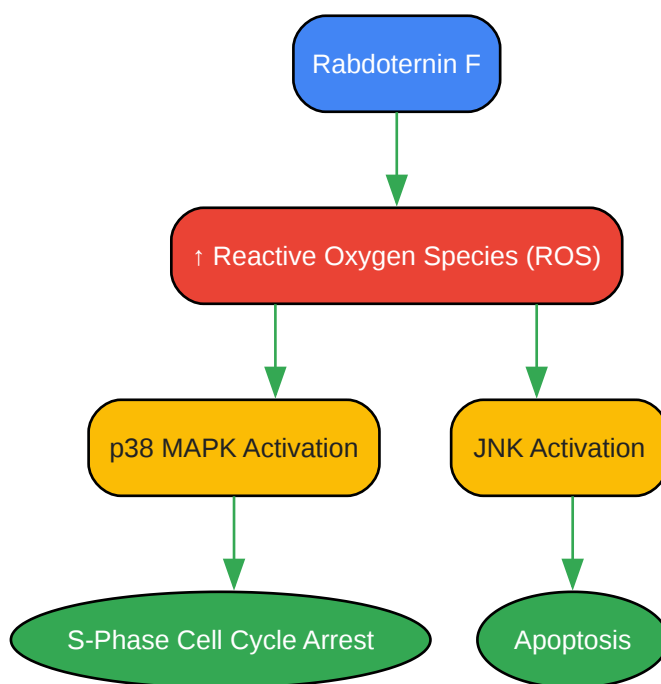 Rabdoternin F
↑ Reactive Oxygen Species (ROS)
p38 MAPK Activation
JNK Activation
S-Phase Cell Cycle Arrest
Apoptosis